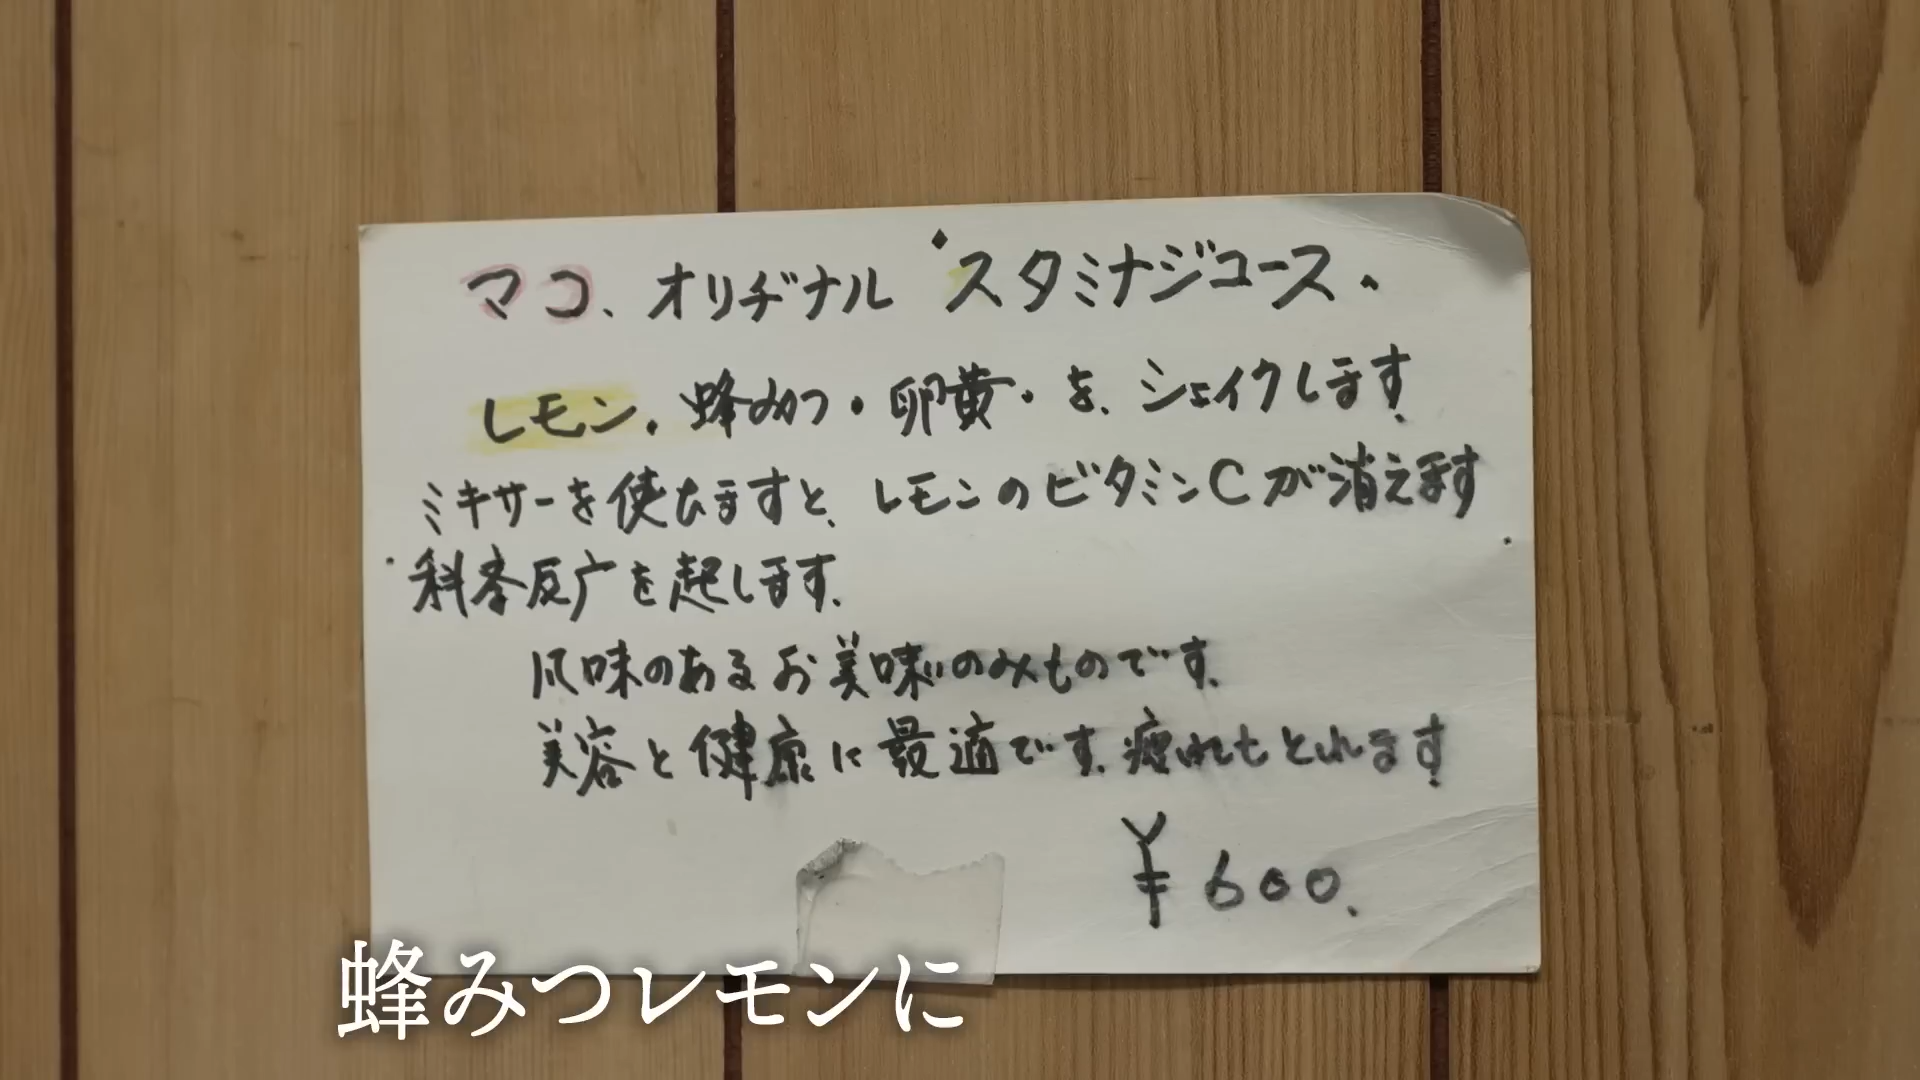 マコ、オリヂナル "スタミナジュース"
レモン・蜂みつ・卵黄・を、シェイクします。
ミキサーを使いますと、レモンのビタミンCが消えます
・科学反応を起します。
風味のあるお美味いのみものです。
美容と健康に最適です。疲れもとれます
¥600.
蜂みつレモンに